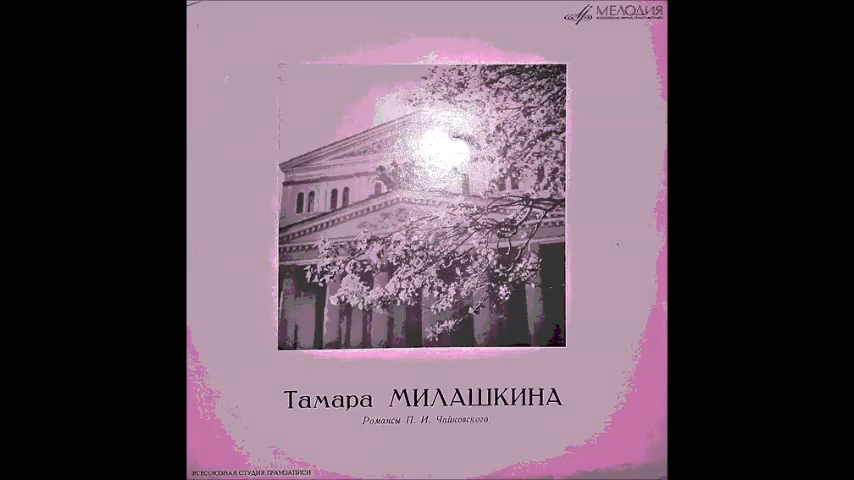 МЕЛОДИЯ
Тамара МИЛАШКИНА
Романсы П. И. Чайковского
ВСЕСОЮЗНАЯ СТУДИЯ ГРАМЗАПИСИ